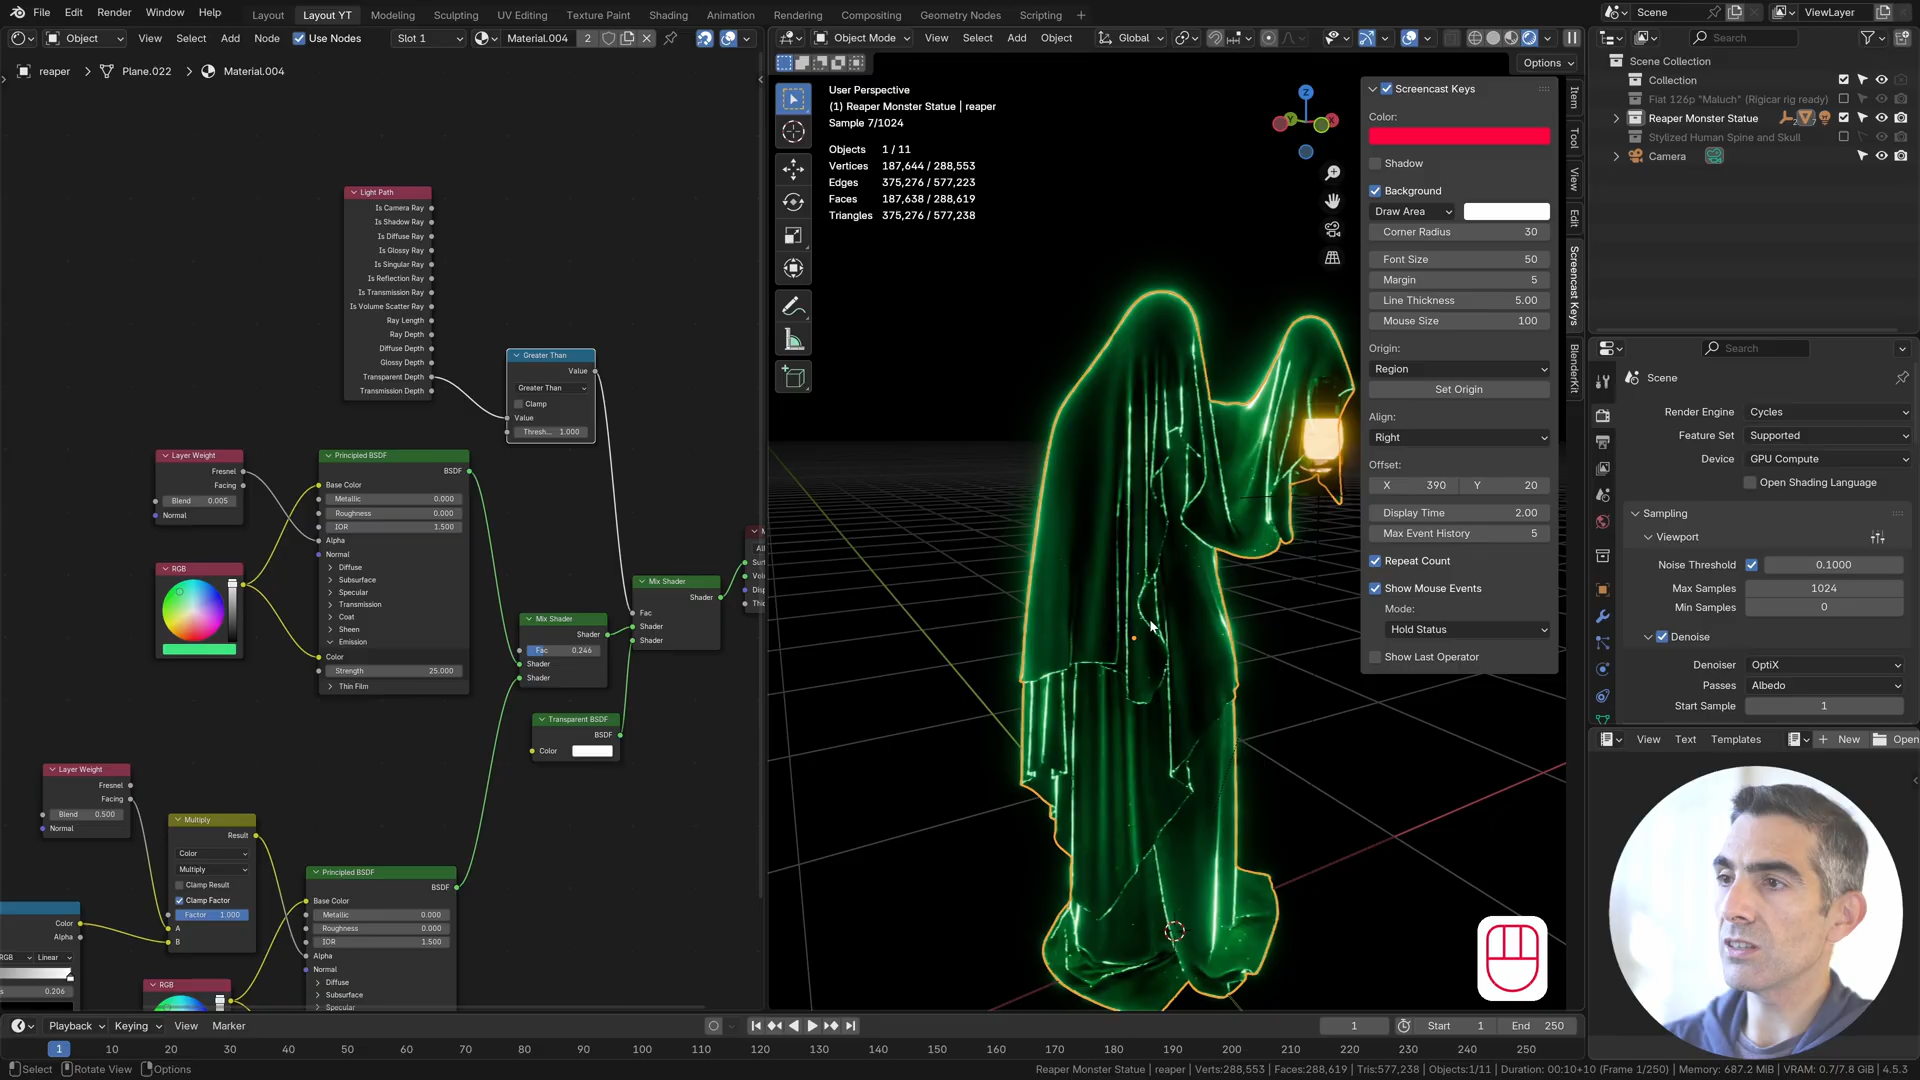 File Edit Render Window Help
Layout Layout YT Modeling Sculpting UV Editing Texture Paint Shading Animation Rendering Compositing Geometry Nodes Scripting +
Scene ViewLayer
Object View Select Add Node Use Nodes Slot 1 Material.004 2
reaper > Plane.022 > Material.004
Light Path
Is Camera Ray
Is Shadow Ray
Is Diffuse Ray
Is Glossy Ray
Is Singular Ray
Is Reflection Ray
Is Transmission Ray
Is Volume Scatter Ray
Ray Length
Ray Depth
Diffuse Depth
Glossy Depth
Transparent Depth
Transmission Depth
Greater Than
Value
Greater Than
Clamp
Value
Thresh... 1.000
Layer Weight
Fresnel
Facing
Blend 0.005
Normal
RGB
Principled BSDF
BSDF
Base Color
Metallic 0.000
Roughness 0.000
IOR 1.500
Alpha
Normal
Diffuse
Subsurface
Specular
Transmission
Coat
Sheen
Emission
Color
Strength 25.000
Thin Film
Mix Shader
Shader
Fac 0.246
Shader
Shader
Mix Shader
Shader
Fac
Shader
Shader
Transparent BSDF
BSDF
Color
Layer Weight
Fresnel
Facing
Blend 0.500
Normal
Multiply
Result
Color
Multiply
Clamp Result
Clamp Factor
Factor 1.000
A
B
Color
Alpha
RGB Linear
0.206
RGB
Principled BSDF
BSDF
Base Color
Metallic 0.000
Roughness 0.000
IOR 1.500
Alpha
Normal
Diffuse
Subsurface
Specular
Object Mode View Select Add Object Global
Options
User Perspective
(1) Reaper Monster Statue | reaper
Sample 7/1024
Objects 1 / 11
Vertices 187,644 / 288,553
Edges 375,276 / 577,223
Faces 187,638 / 288,619
Triangles 375,276 / 577,238
Z
Y
X
Screencast Keys
Color:
Shadow
Background
Draw Area
Corner Radius 30
Font Size 50
Margin 5
Line Thickness 5.00
Mouse Size 100
Origin:
Region
Set Origin
Align:
Right
Offset:
X 390 Y 20
Display Time 2.00
Max Event History 5
Repeat Count
Show Mouse Events
Mode:
Hold Status
Show Last Operator
Item
Tool
View
Edit
Screencast Keys
BlenderKit
Search
Scene Collection
Collection
Fiat 126p "Maluch" (Rigicar rig ready)
Reaper Monster Statue
Stylized Human Spine and Skull
Camera
Search
Scene
Render Engine Cycles
Feature Set Supported
Device GPU Compute
Open Shading Language
Sampling
Viewport
Noise Threshold 0.1000
Max Samples 1024
Min Samples 0
Denoise
Denoiser OptiX
Passes Albedo
Start Sample 1
View Text Templates New Open
Playback Keying View Marker
1 Start 1 End 250
1 10 20 30 40 50 60 70 80 90 100 110 120 130 140 150 160 170 180 190 200 210 220 230 240 250
Select Rotate View Options
Reaper Monster Statue | reaper | Verts:288,553 | Faces:288,619 | Tris:577,238 | Objects:1/11 | Duration: 00:10+10 (Frame 1/250) | Memory: 687.2 MiB | VRAM: 0.7/7.8 GiB | 4.5.3